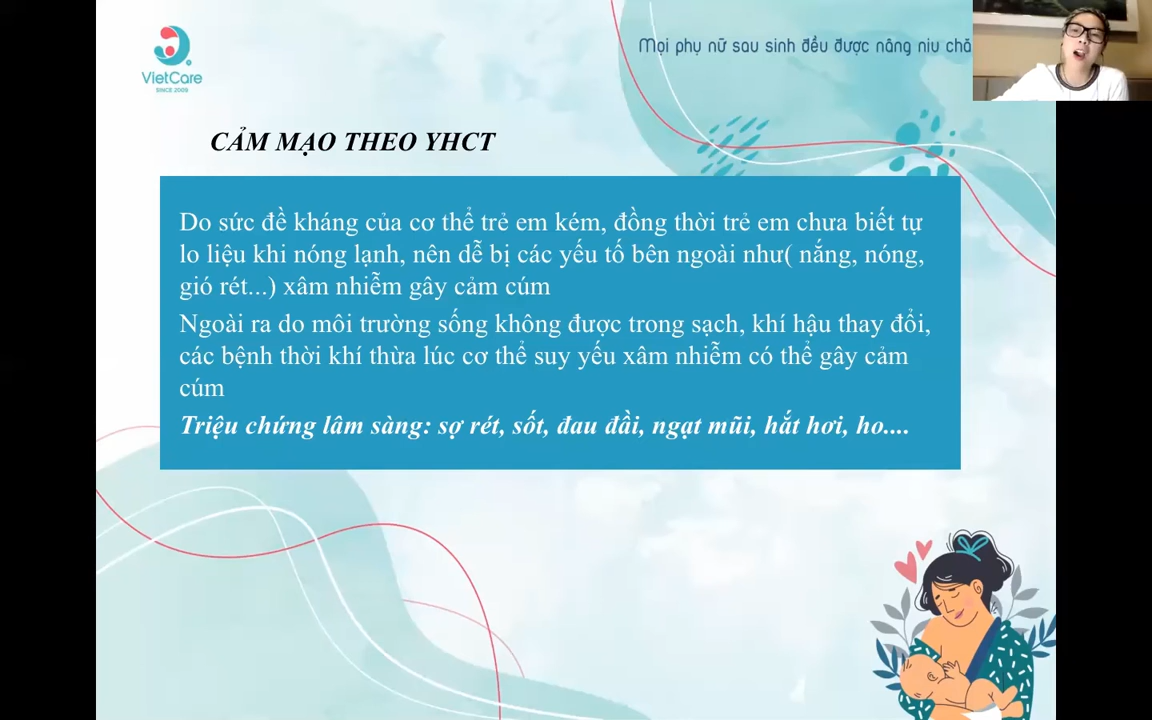 VietCare
SINCE 2008
Mọi phụ nữ sau sinh đều được nâng niu chă
CẢM MẠO THEO YHCT
Do sức đề kháng của cơ thể trẻ em kém, đồng thời trẻ em chưa biết tự
lo liệu khi nóng lạnh, nên dễ bị các yếu tố bên ngoài như( nắng, nóng,
gió rét...) xâm nhiễm gây cảm cúm
Ngoài ra do môi trường sống không được trong sạch, khí hậu thay đổi,
các bệnh thời khí thừa lúc cơ thể suy yếu xâm nhiễm có thể gây cảm
cúm
Triệu chứng lâm sàng: sợ rét, sốt, đau đầi, ngạt mũi, hắt hơi, ho....